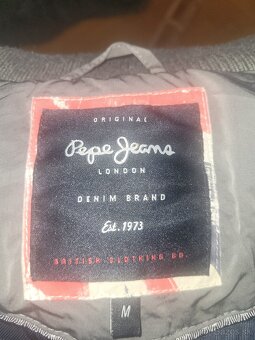 ORIGINAL
Pepe Jeans
LONDON
DENIM BRAND
Est. 1973
BRITISH CLOTHING CO.
M